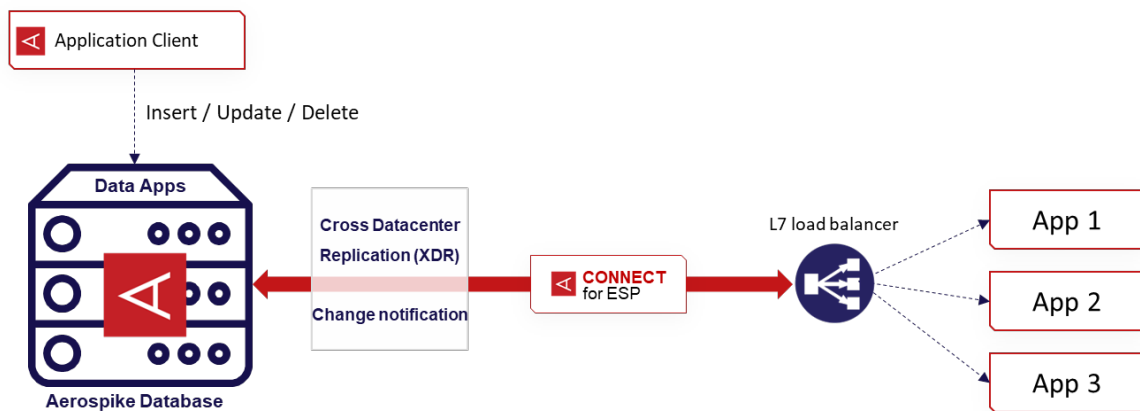 Application Client
Insert / Update / Delete
Data Apps
Aerospike Database
Cross Datacenter
Replication (XDR)
Change notification
CONNECT
for ESP
L7 load balancer
App 1
App 2
App 3